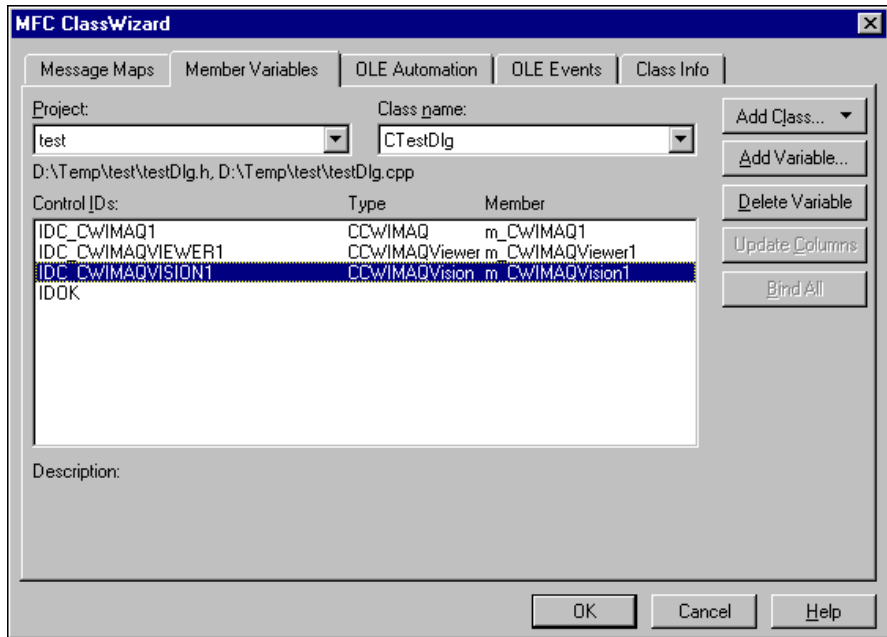 MFC ClassWizard
Message Maps Member Variables OLE Automation OLE Events Class Info
Project: Class name:
test CTestDlg
Add Class...
D:\Temp\test\testDlg.h, D:\Temp\test\testDlg.cpp
Add Variable...
Control IDs: Type Member
Delete Variable
IDC_CWIMAQ1 CCWIMAQ m_CWIMAQ1
IDC_CWIMAQVIEWER1 CCWIMAQViewer m_CWIMAQViewer1
Update Columns
IDC_CWIMAQVISION1 CCWIMAQVision m_CWIMAQVision1
IDOK
Bind All
Description:
OK Cancel Help